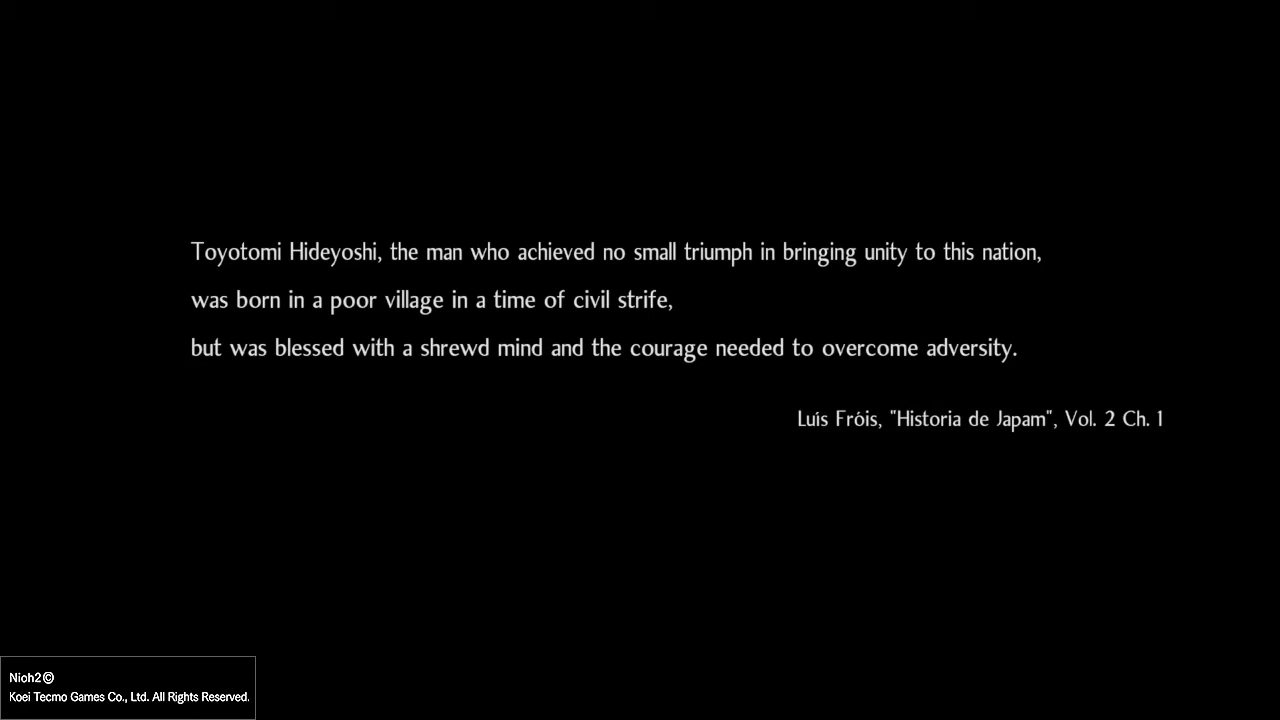 Toyotomi Hideyoshi, the man who achieved no small triumph in bringing unity to this nation,
was born in a poor village in a time of civil strife,
but was blessed with a shrewd mind and the courage needed to overcome adversity.
Luís Fróis, "Historia de Japam", Vol. 2 Ch. 1
Nioh2©
Koei Tecmo Games Co., Ltd. All Rights Reserved.